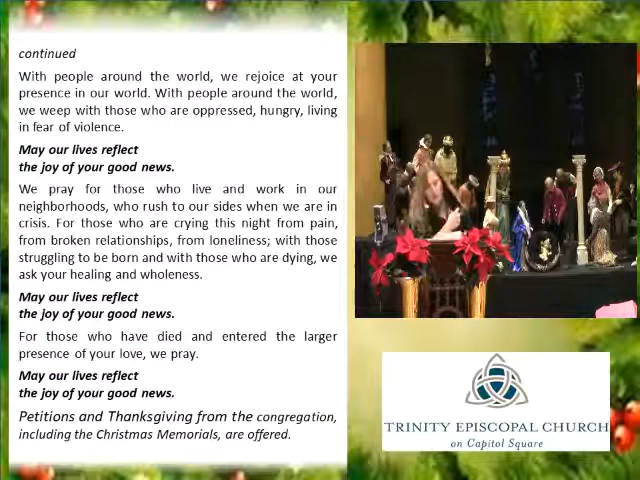 continued
With people around the world, we rejoice at your
presence in our world. With people around the world,
we weep with those who are oppressed, hungry, living
in fear of violence.
May our lives reflect
the joy of your good news.
We pray for those who live and work in our
neighborhoods, who rush to our sides when we are in
crisis. For those who are crying this night from pain,
from broken relationships, from loneliness; with those
struggling to be born and with those who are dying, we
ask your healing and wholeness.
May our lives reflect
the joy of your good news.
For those who have died and entered the larger
presence of your love, we pray.
May our lives reflect
the joy of your good news.
Petitions and Thanksgiving from the congregation,
including the Christmas Memorials, are offered.
TRINITY EPISCOPAL CHURCH
on Capitol Square